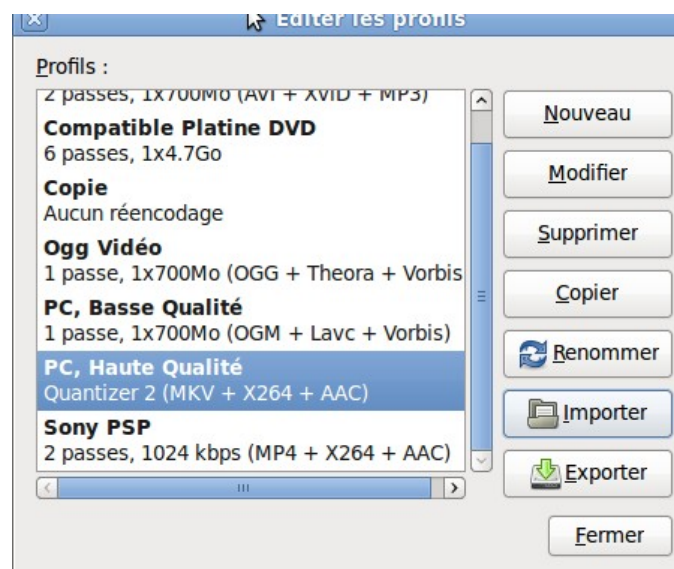 Editer les profils
Profils :
2 passes, 1x700Mo (AVI + XVID + MP3)
Compatible Platine DVD
6 passes, 1x4.7Go
Copie
Aucun réencodage
Ogg Vidéo
1 passe, 1x700Mo (OGG + Theora + Vorbis
PC, Basse Qualité
1 passe, 1x700Mo (OGM + Lavc + Vorbis)
PC, Haute Qualité
Quantizer 2 (MKV + X264 + AAC)
Sony PSP
2 passes, 1024 kbps (MP4 + X264 + AAC)
Nouveau
Modifier
Supprimer
Copier
Renommer
Importer
Exporter
Fermer